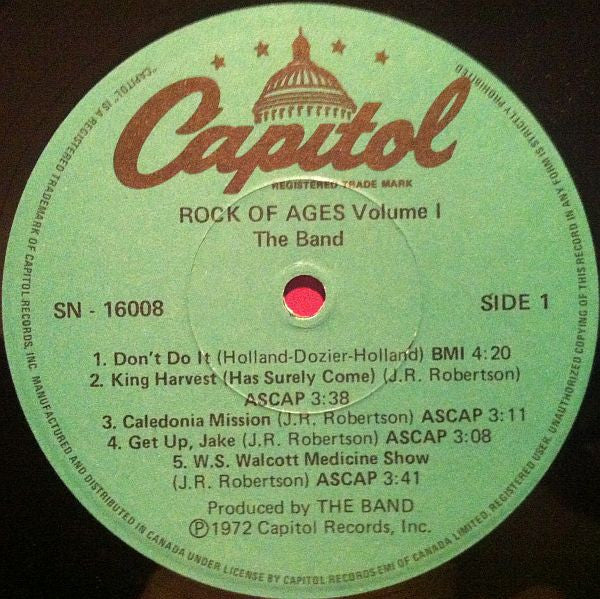 Capitol
REGISTERED TRADE MARK
ROCK OF AGES Volume I
The Band
SN - 16008
SIDE 1
1. Don't Do It (Holland-Dozier-Holland) BMI 4:20
2. King Harvest (Has Surely Come) (J.R. Robertson)
ASCAP 3:38
3. Caledonia Mission (J.R. Robertson) ASCAP 3:11
4. Get Up, Jake (J.R. Robertson) ASCAP 3:08
5. W.S. Walcott Medicine Show
(J.R. Robertson) ASCAP 3:41
Produced by THE BAND
Ⓟ1972 Capitol Records, Inc.
"CAPITOL" IS A REGISTERED TRADEMARK OF CAPITOL RECORDS, INC. MANUFACTURED AND DISTRIBUTED IN CANADA UNDER LICENSE BY CAPITOL RECORDS-EMI OF CANADA LIMITED, REGISTERED USER. UNAUTHORIZED COPYING OF THIS RECORD IN ANY FORM IS STRICTLY PROHIBITED